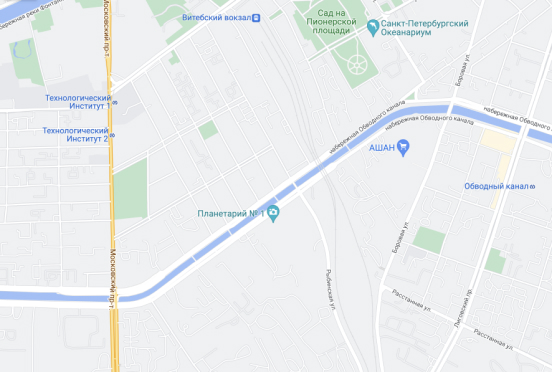 Витебский вокзал
Сад на
Пионерской
площади
Санкт-Петербургский
Океанариум
набережная реки Фонтанки
Московский пр-т
Боровая ул.
Технологический
Институт 1
Технологический
Институт 2
набережная Обводного канала
набережная Обводного
набережная Обводного канала
АШАН
Обводный канал
Планетарий № 1
Боровая ул.
Московский пр-т
Рыбинская ул.
Расстанная ул.
Лиговский пр.
Расстанная ул.